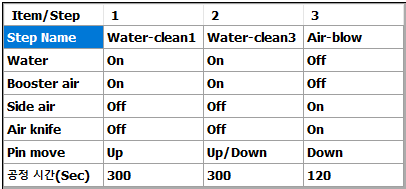 Item/Step 1 2 3
Step Name Water-clean1 Water-clean3 Air-blow
Water On On Off
Booster air On On Off
Side air Off Off On
Air knife Off Off On
Pin move Up Up/Down Down
공정 시간(Sec) 300 300 120